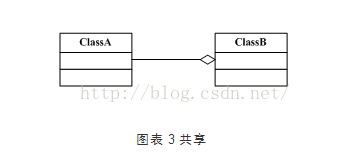 ClassA ClassB
http://blog.csdn.net/
图表 3 共享